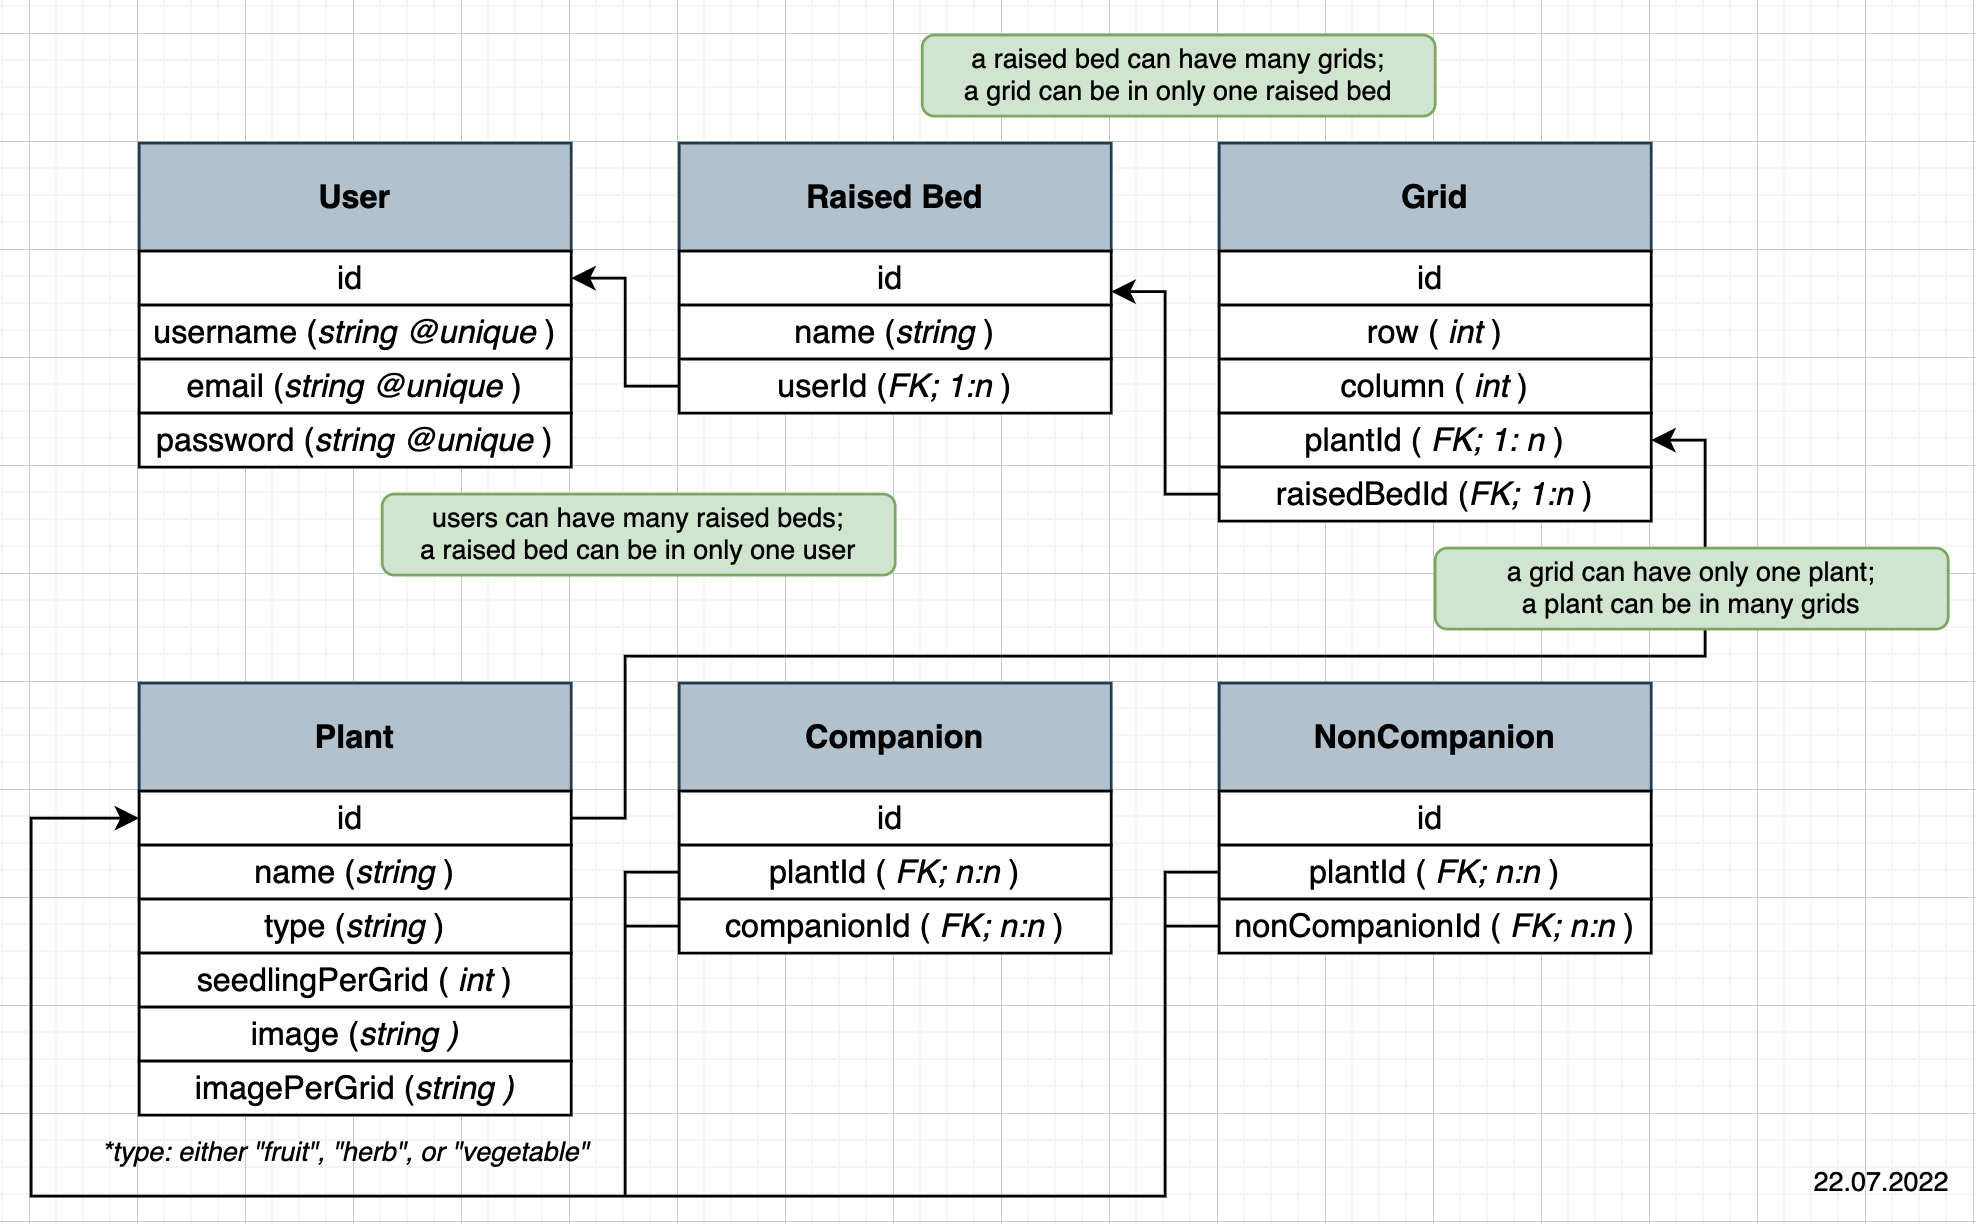 a raised bed can have many grids;
a grid can be in only one raised bed
User
id
username (string @unique )
email (string @unique )
password (string @unique )
Raised Bed
id
name (string )
userId (FK; 1:n )
Grid
id
row ( int )
column ( int )
plantId ( FK; 1: n )
raisedBedId (FK; 1:n )
users can have many raised beds;
a raised bed can be in only one user
a grid can have only one plant;
a plant can be in many grids
Plant
id
name (string )
type (string )
seedlingPerGrid ( int )
image (string )
imagePerGrid (string )
*type: either "fruit", "herb", or "vegetable"
Companion
id
plantId ( FK; n:n )
companionId ( FK; n:n )
NonCompanion
id
plantId ( FK; n:n )
nonCompanionId ( FK; n:n )
22.07.2022